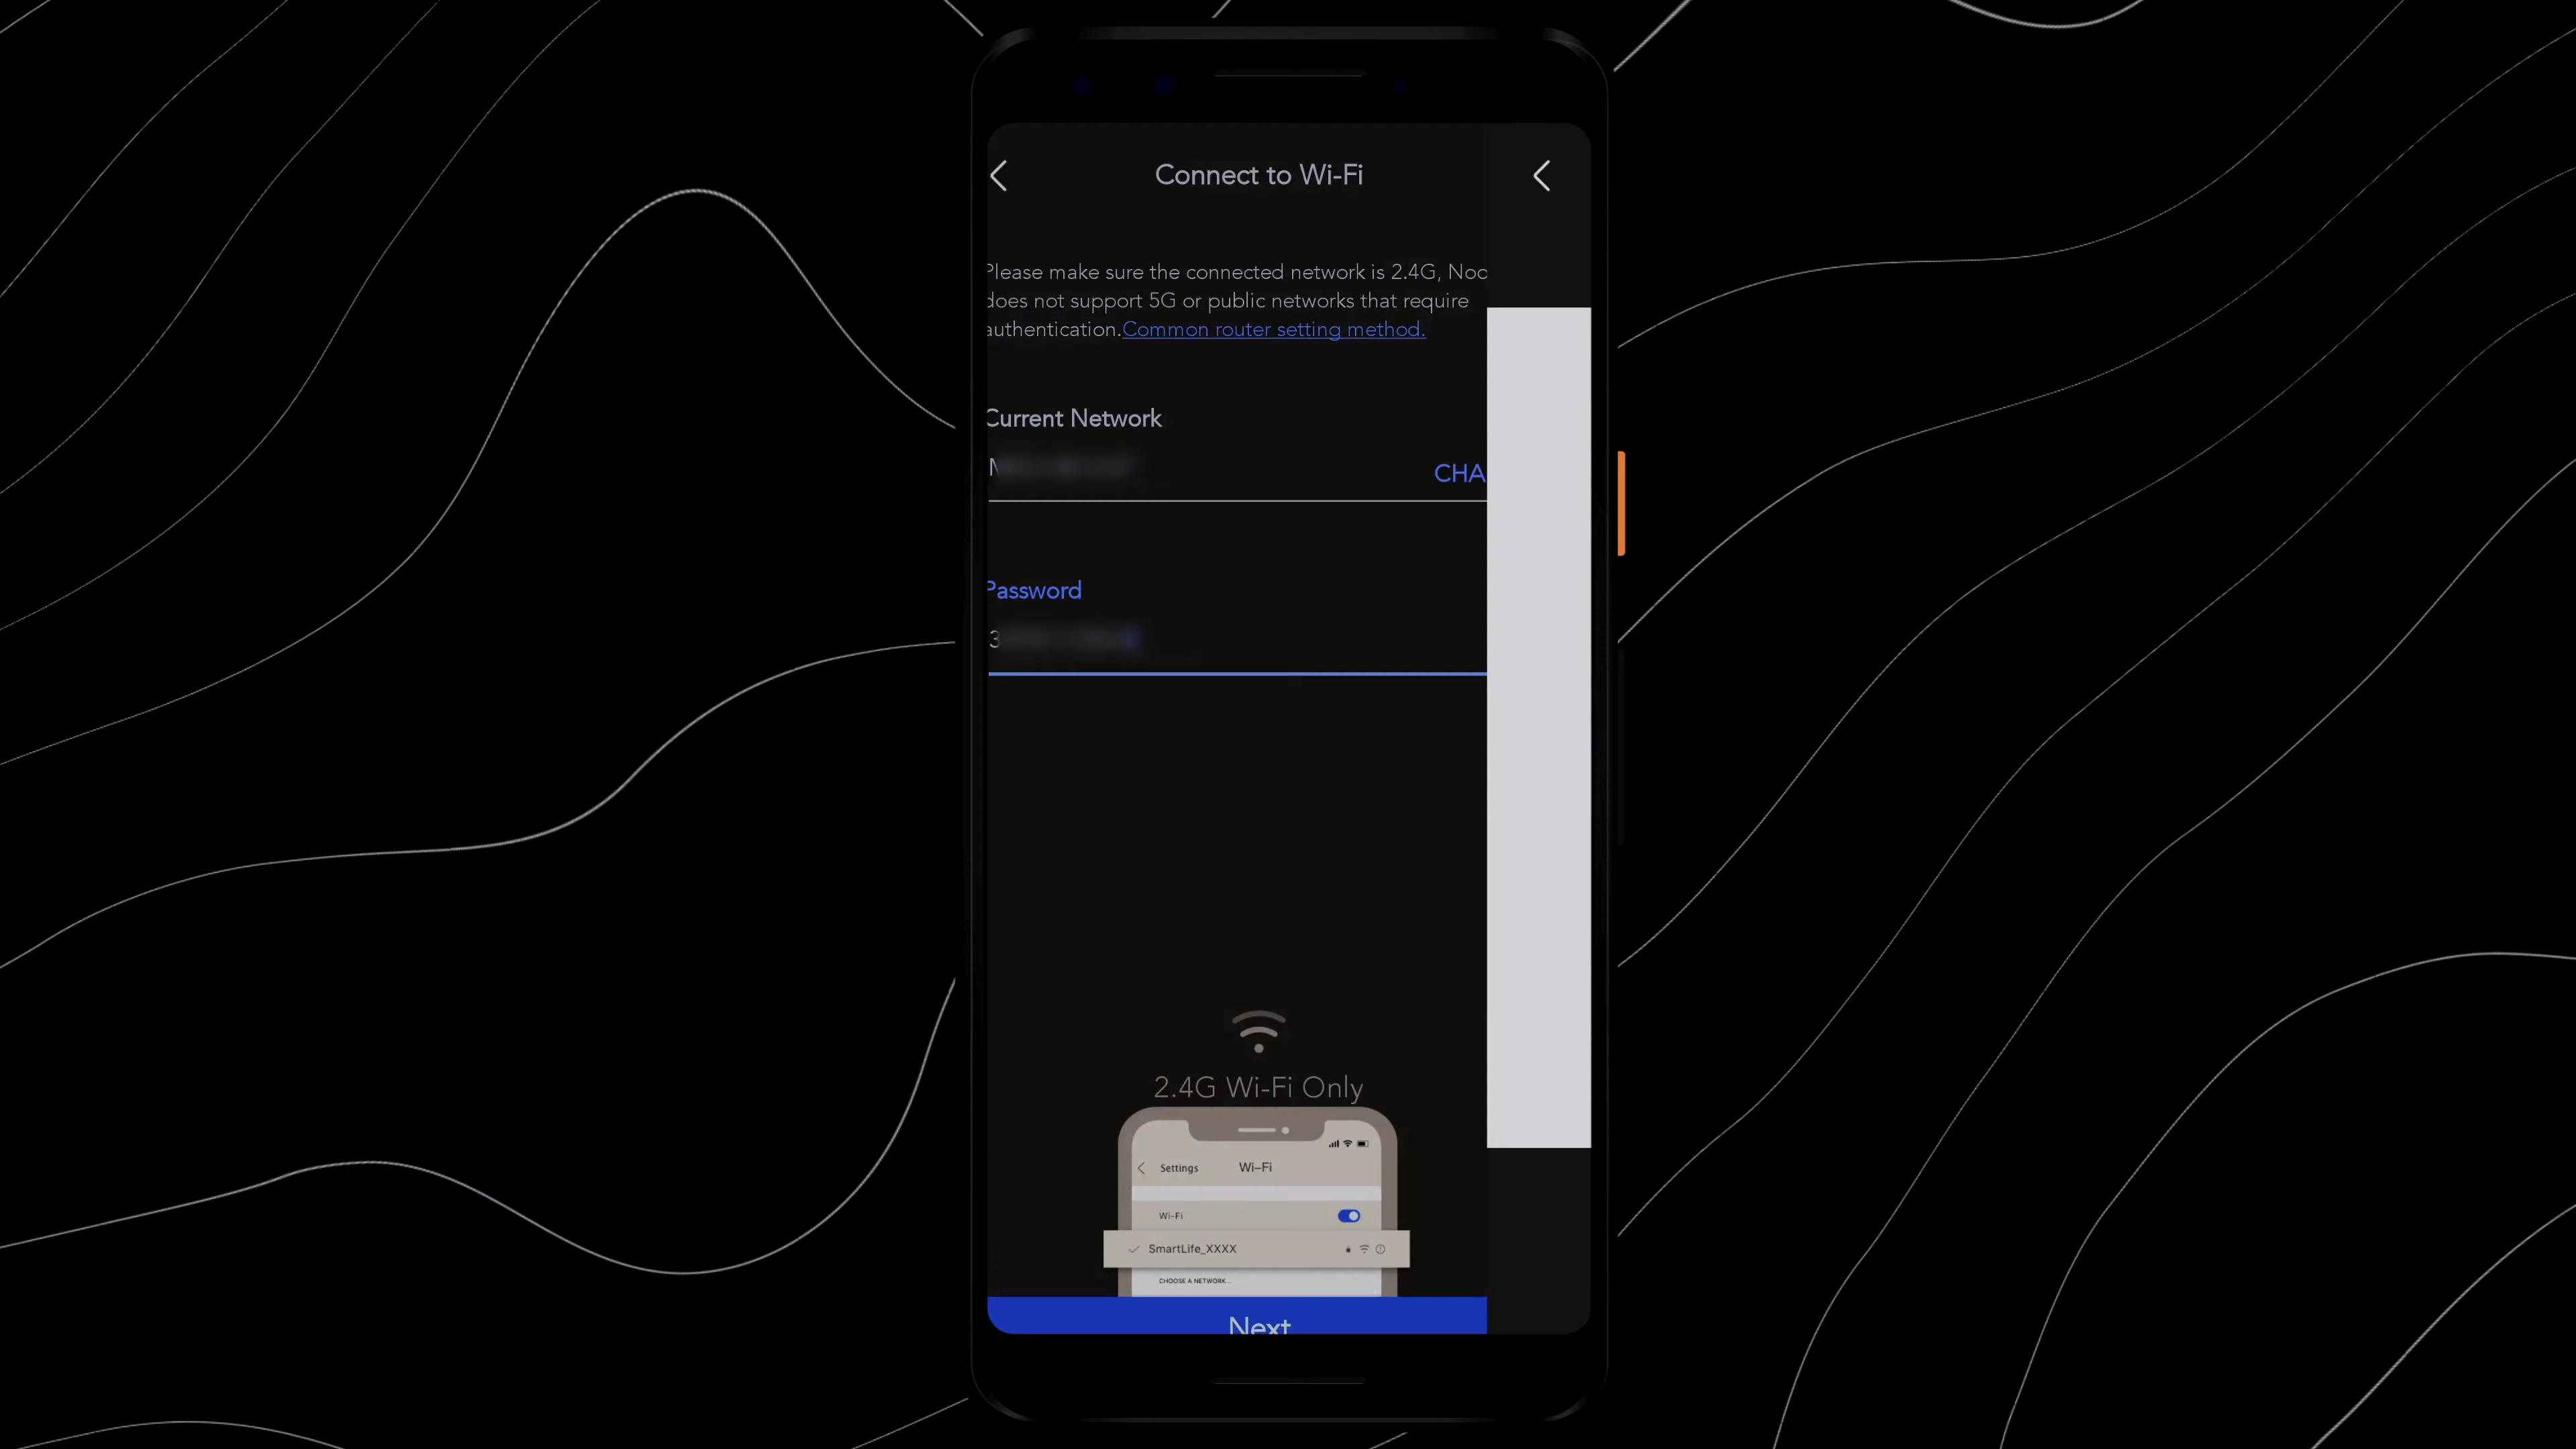 Connect to Wi-Fi
Please make sure the connected network is 2.4G, Noc
does not support 5G or public networks that require
authentication.Common router setting method.
Current Network
CHA
Password
2.4G Wi-Fi Only
Settings Wi-Fi
Wi-Fi
SmartLife_XXXX
CHOOSE A NETWORK...
Next